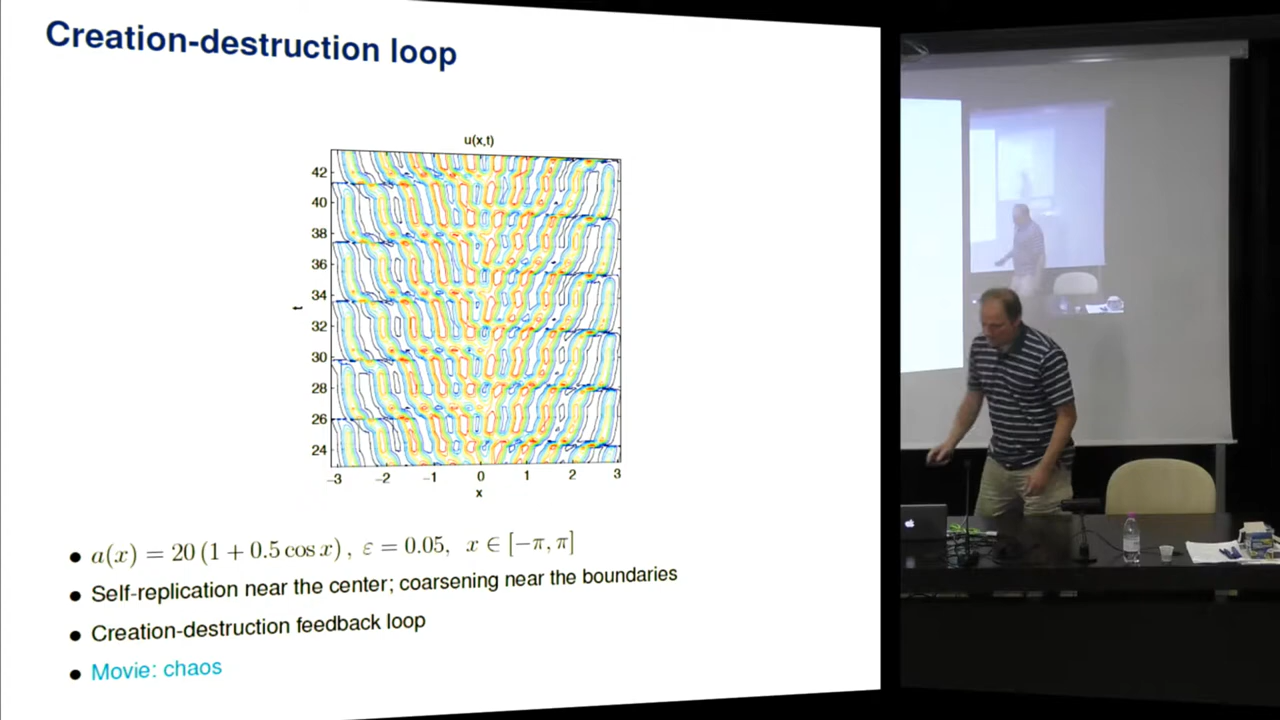 Creation-destruction loop
u(x,t)
42
40
38
36
34
32
30
28
26
24
t
−3 −2 −1 0 1 2 3
x
a(x) = 20 (1 + 0.5 cos x) , ε = 0.05, x ∈ [−π, π]
Self-replication near the center; coarsening near the boundaries
Creation-destruction feedback loop
Movie: chaos